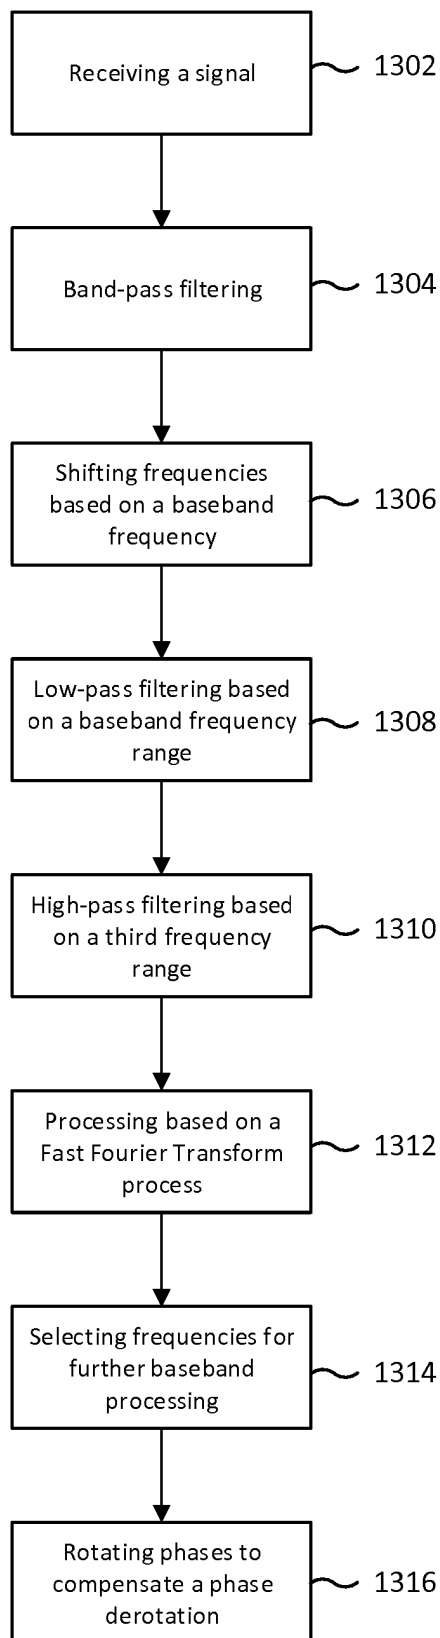 Receiving a signal
1302
Band-pass filtering
1304
Shifting frequencies
based on a baseband
frequency
1306
Low-pass filtering based
on a baseband frequency
range
1308
High-pass filtering based
on a third frequency
range
1310
Processing based on a
Fast Fourier Transform
process
1312
Selecting frequencies for
further baseband
processing
1314
Rotating phases to
compensate a phase
derotation
1316